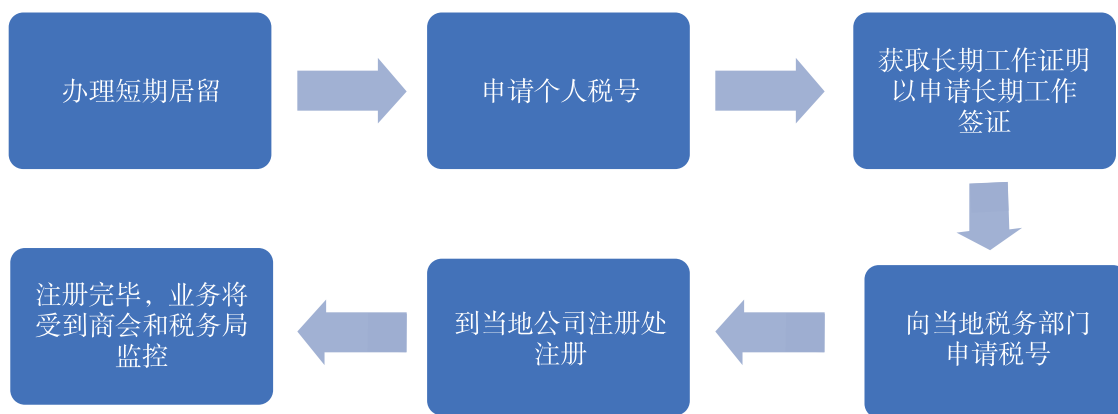 办理短期居留
申请个人税号
获取长期工作证明
以申请长期工作
签证
向当地税务部门
申请税号
到当地公司注册处
注册
注册完毕，业务将
受到商会和税务局
监控